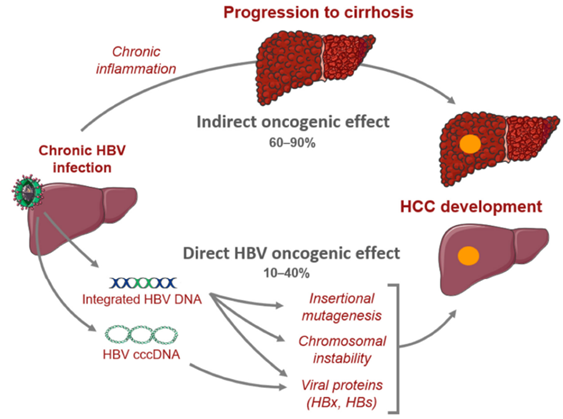 Progression to cirrhosis
Chronic
inflammation
Indirect oncogenic effect
60–90%
Chronic HBV
infection
HCC development
Direct HBV oncogenic effect
10–40%
Integrated HBV DNA
HBV cccDNA
Insertional
mutagenesis
Chromosomal
instability
Viral proteins
(HBx, HBs)